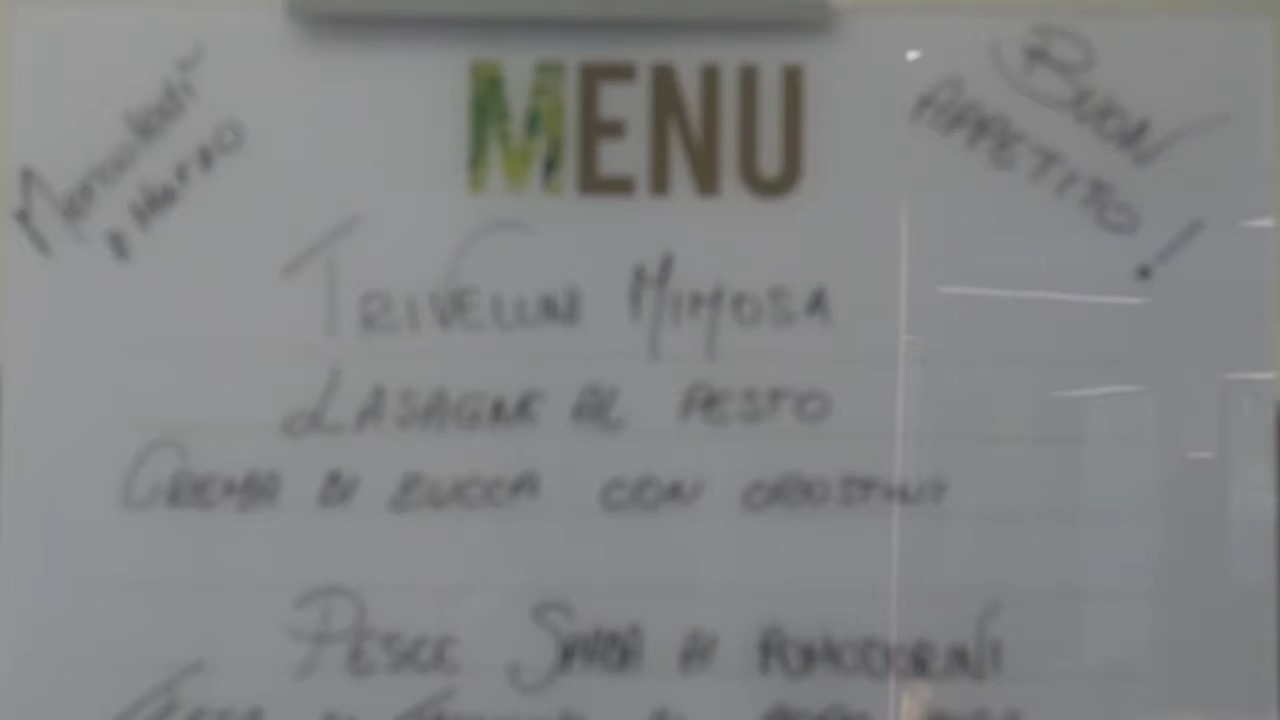 Mercoledì
8 Marzo
MENU
BUON
APPETITO!
TRIVELLINE MIMOSA
LASAGNE AL PESTO
CREMA DI ZUCCA CON CROSTINI
PESCE SPADA AI POMODORINI